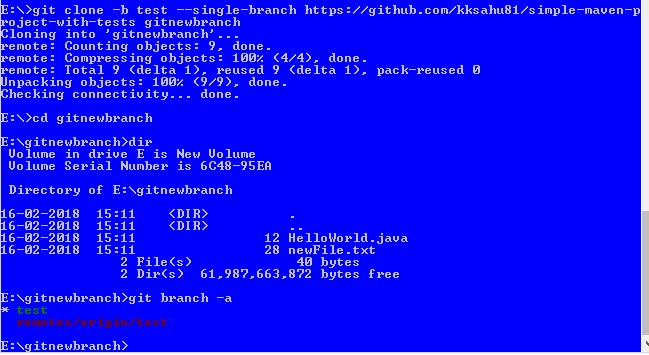 E:\>git clone -b test --single-branch https://github.com/kksahu81/simple-maven-p
roject-with-tests gitnewbranch
Cloning into 'gitnewbranch'...
remote: Counting objects: 9, done.
remote: Compressing objects: 100% (4/4), done.
remote: Total 9 (delta 1), reused 9 (delta 1), pack-reused 0
Unpacking objects: 100% (9/9), done.
Checking connectivity... done.
E:\>cd gitnewbranch
E:\gitnewbranch>dir
Volume in drive E is New Volume
Volume Serial Number is 6C48-95EA
Directory of E:\gitnewbranch
16-02-2018 15:11 <DIR> .
16-02-2018 15:11 <DIR> ..
16-02-2018 15:11 12 HelloWorld.java
16-02-2018 15:11 28 newFile.txt
2 File(s) 40 bytes
2 Dir(s) 61,987,663,872 bytes free
E:\gitnewbranch>git branch -a
* test
remotes/origin/test
E:\gitnewbranch>